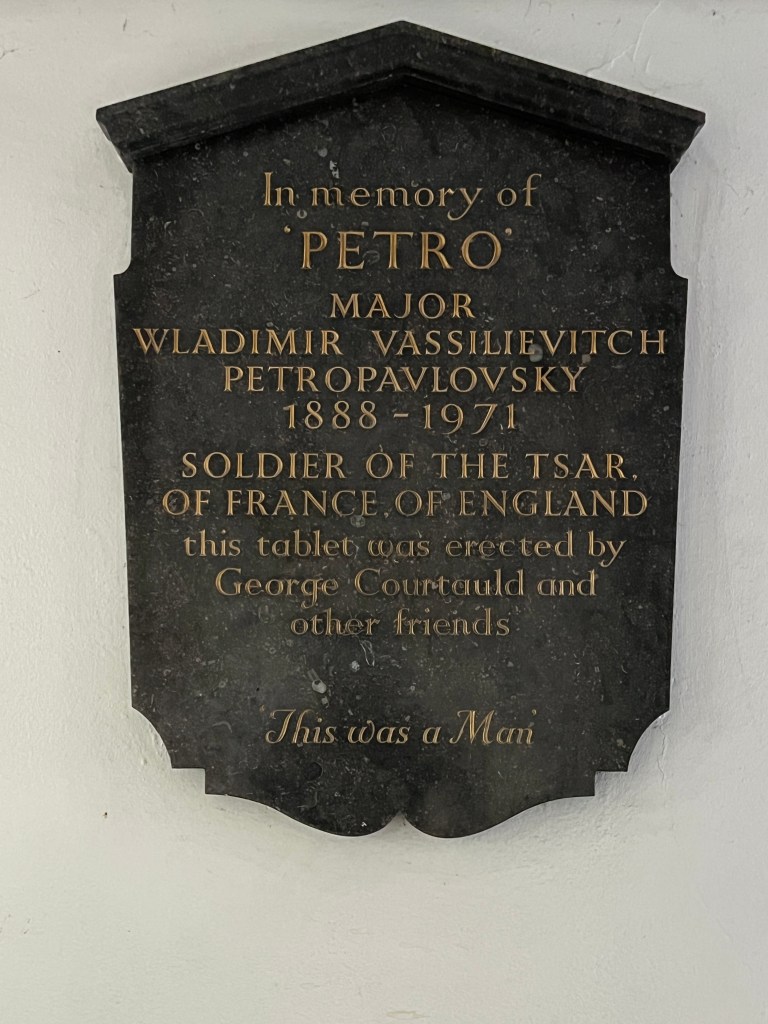 In memory of
'PETRO'
MAJOR
WLADIMIR VASSILIEVITCH
PETROPAVLOVSKY
1888 - 1971
SOLDIER OF THE TSAR,
OF FRANCE, OF ENGLAND
this tablet was erected by
George Courtauld and
other friends
'This was a Man'